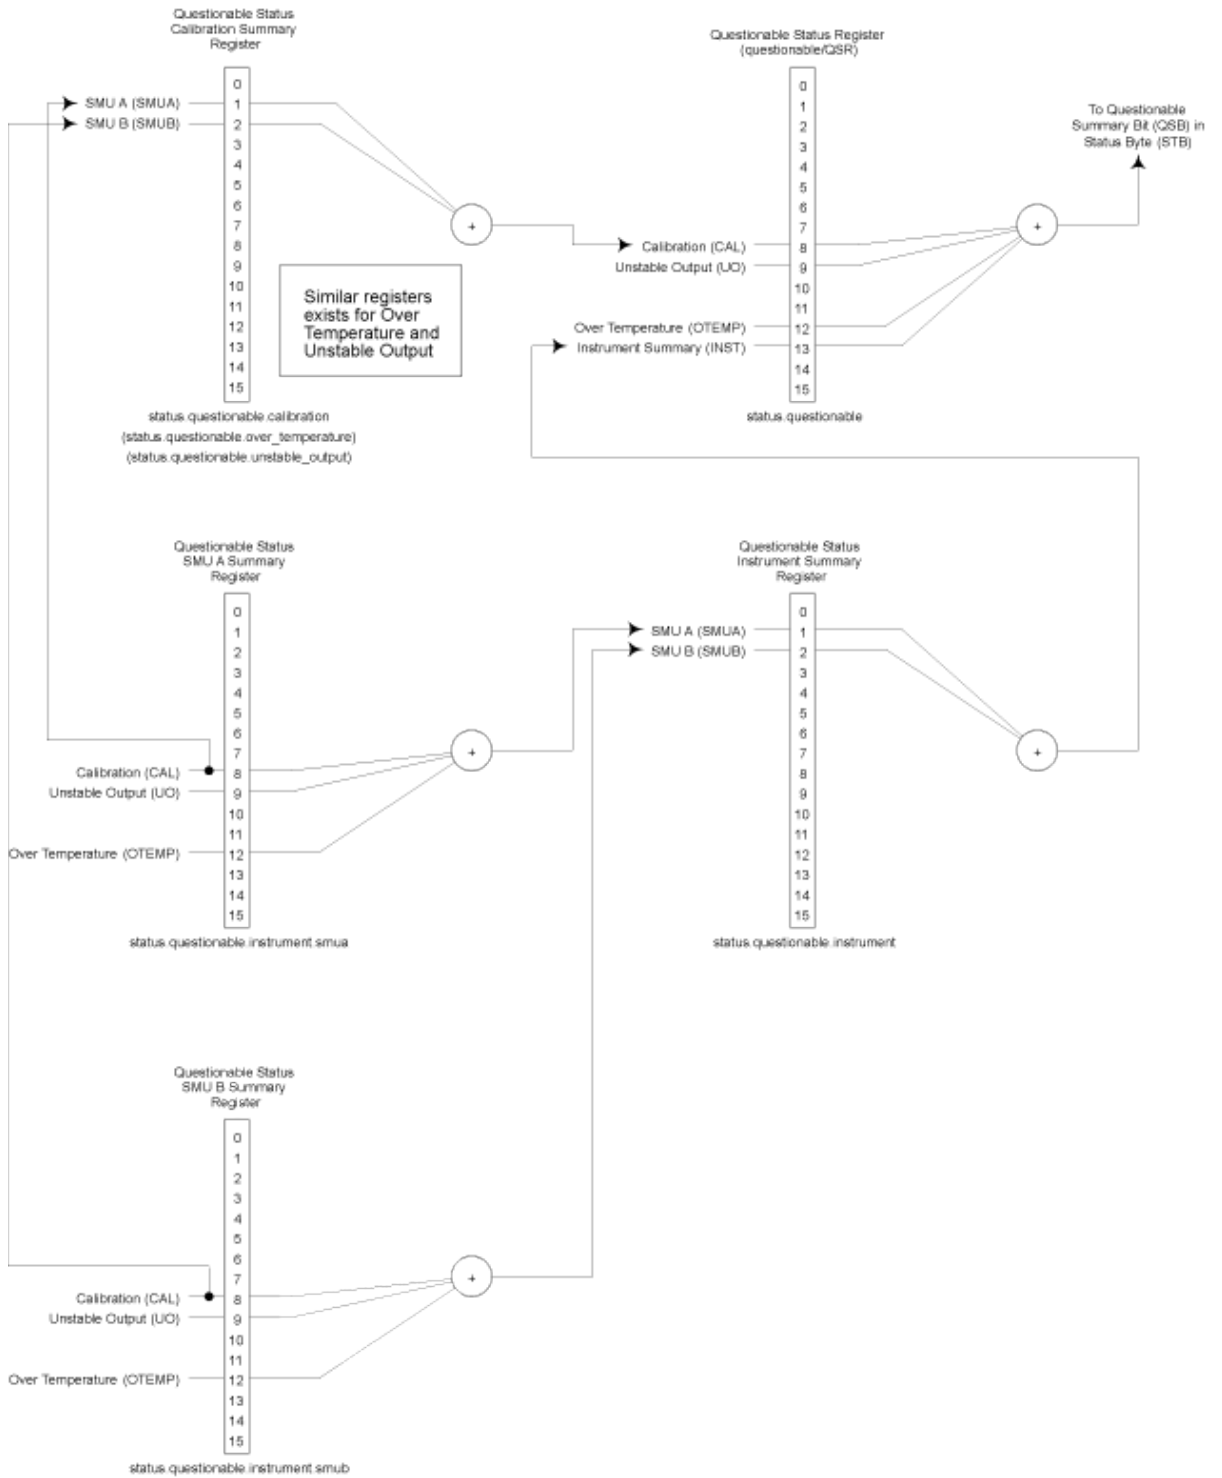 Questionable Status
Calibration Summary
Register
0
1
2
3
4
5
6
7
8
9
10
11
12
13
14
15
SMU A (SMUA)
SMU B (SMUB)
+
Similar registers
exists for Over
Temperature and
Unstable Output
status.questionable.calibration
(status.questionable.over_temperature)
(status.questionable.unstable_output)
Questionable Status Register
(questionable/QSR)
0
1
2
3
4
5
6
7
8
9
10
11
12
13
14
15
Calibration (CAL)
Unstable Output (UO)
Over Temperature (OTEMP)
Instrument Summary (INST)
+
To Questionable
Summary Bit (QSB) in
Status Byte (STB)
status.questionable
Questionable Status
SMU A Summary
Register
0
1
2
3
4
5
6
7
8
9
10
11
12
13
14
15
Calibration (CAL)
Unstable Output (UO)
Over Temperature (OTEMP)
+
status.questionable.instrument.smua
Questionable Status
Instrument Summary
Register
0
1
2
3
4
5
6
7
8
9
10
11
12
13
14
15
SMU A (SMUA)
SMU B (SMUB)
+
status.questionable.instrument
Questionable Status
SMU B Summary
Register
0
1
2
3
4
5
6
7
8
9
10
11
12
13
14
15
Calibration (CAL)
Unstable Output (UO)
Over Temperature (OTEMP)
+
status.questionable.instrument.smub